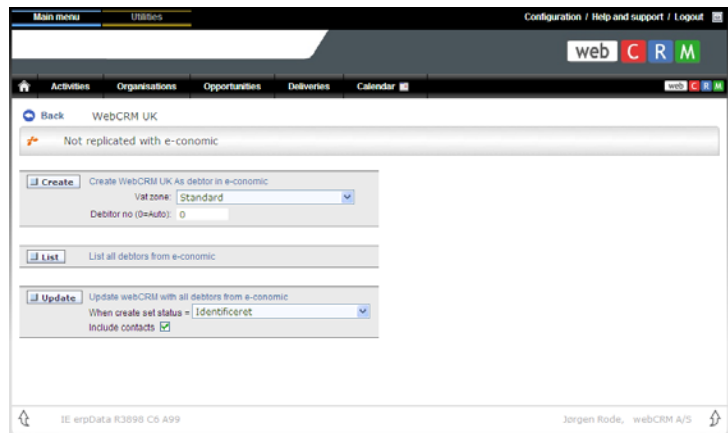 Main menu Utilities Configuration / Help and support / Logout
web C R M
Activities Organisations Opportunities Deliveries Calendar web C R M
Back WebCRM UK
Not replicated with e-conomic
Create Create WebCRM UK As debtor in e-conomic
Vat zone: Standard
Debitor no (0=Auto): 0
List List all debtors from e-conomic
Update Update webCRM with all debtors from e-conomic
When create set status = Identificeret
Include contacts
IE erpData R3898 C6 A99 Jørgen Rode, webCRM A/S